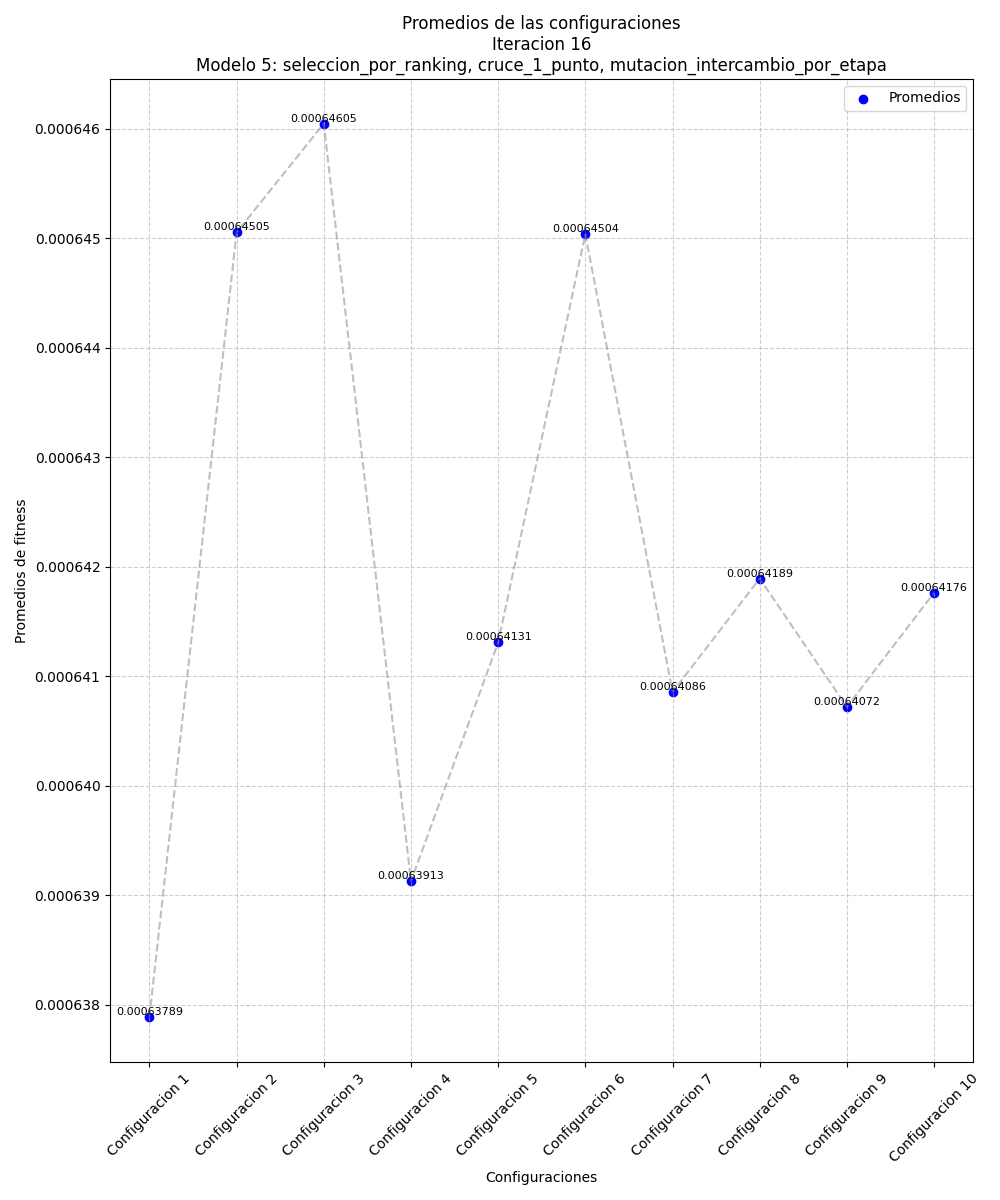 Promedios de las configuraciones
Iteracion 16
Modelo 5: seleccion_por_ranking, cruce_1_punto, mutacion_intercambio_por_etapa
Promedios
0.000646
0.000645
0.000644
0.000643
0.000642
0.000641
0.000640
0.000639
0.000638
Promedios de fitness
0.00063789
0.00064505
0.00064605
0.00063913
0.00064131
0.00064504
0.00064086
0.00064189
0.00064072
0.00064176
Configuracion 1
Configuracion 2
Configuracion 3
Configuracion 4
Configuracion 5
Configuracion 6
Configuracion 7
Configuracion 8
Configuracion 9
Configuracion 10
Configuraciones